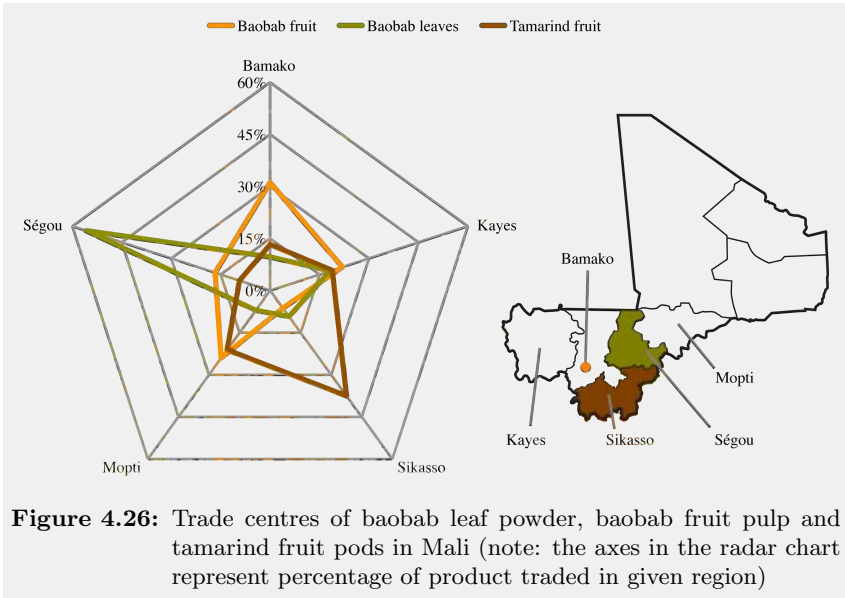 Baobab fruit Baobab leaves Tamarind fruit
Bamako
60%
45%
30%
15%
0%
Ségou
Kayes
Mopti
Sikasso
Bamako
Mopti
Kayes
Sikasso
Ségou
Figure 4.26: Trade centres of baobab leaf powder, baobab fruit pulp and
tamarind fruit pods in Mali (note: the axes in the radar chart
represent percentage of product traded in given region)